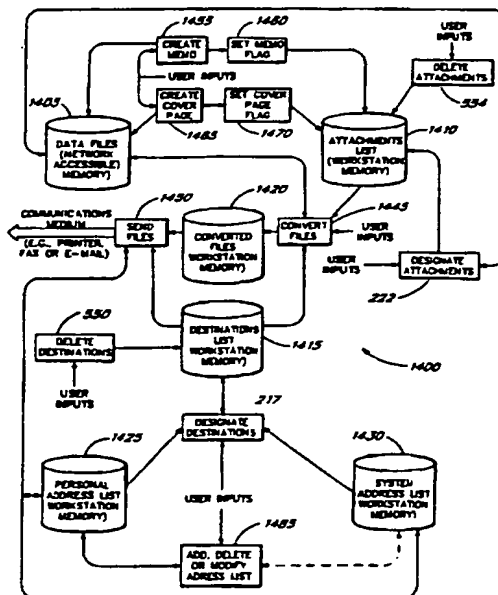 1455
1460
CREATE
MEMO
PAGE
SET MEMO
FLAG
USER
INPUTS
DELETE
ATTACHMENTS
554
USER INPUTS
1405
CREATE
COVER
PAGE
SET COVER
PAGE
FLAG
1465
1470
1410
DATA FILES
(NETWORK
ACCESSIBLE)
MEMORY)
ATTACHMENTS
LIST
(WORKSTATION
MEMORY)
COMMUNICATIONS
MEDIUM
(E.G., PRINTER,
FAX OR E-MAIL)
1450
SEND
FILES
1420
CONVERTED
FILES
WORKSTATION
MEMORY)
1445
CONVERT
FILES
USER
INPUTS
USER
INPUTS
DESIGNATE
ATTACHMENTS
222
550
DELETE
DESTINATIONS
USER
INPUTS
DESTINATIONS
LIST
WORKSTATION
MEMORY)
1415
1400
217
DESIGNATE
DESTINATIONS
1425
1430
PERSONAL
ADDRESS LIST
WORKSTATION
MEMORY)
USER INPUTS
SYSTEM
ADDRESS LIST
WORKSTATION
MEMORY)
1485
ADD, DELETE
OR MODIFY
ADRESS LIST